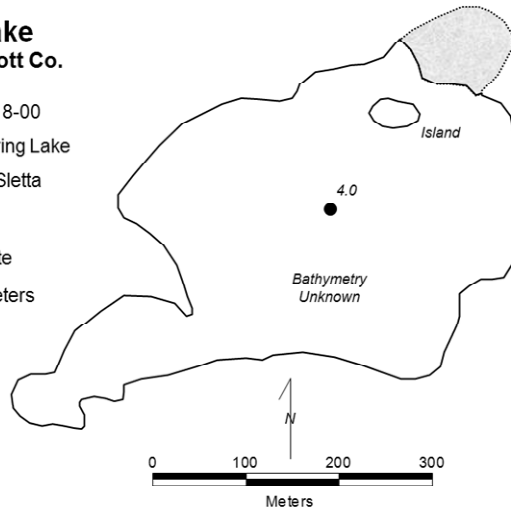 ake
ott Co.
8-00
ring Lake
Sletta
te
eters
Island
4.0
Bathymetry
Unknown
N
0 100 200 300
Meters